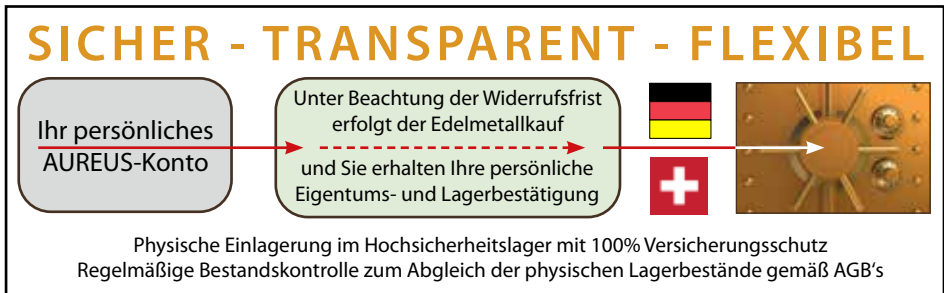 SICHER - TRANSPARENT - FLEXIBEL
Ihr persönliches
AUREUS-Konto
Unter Beachtung der Widerrufsfrist
erfolgt der Edelmetallkauf
und Sie erhalten Ihre persönliche
Eigentums- und Lagerbestätigung
Physische Einlagerung im Hochsicherheitslager mit 100% Versicherungsschutz
Regelmäßige Bestandskontrolle zum Abgleich der physischen Lagerbestände gemäß AGB‘s